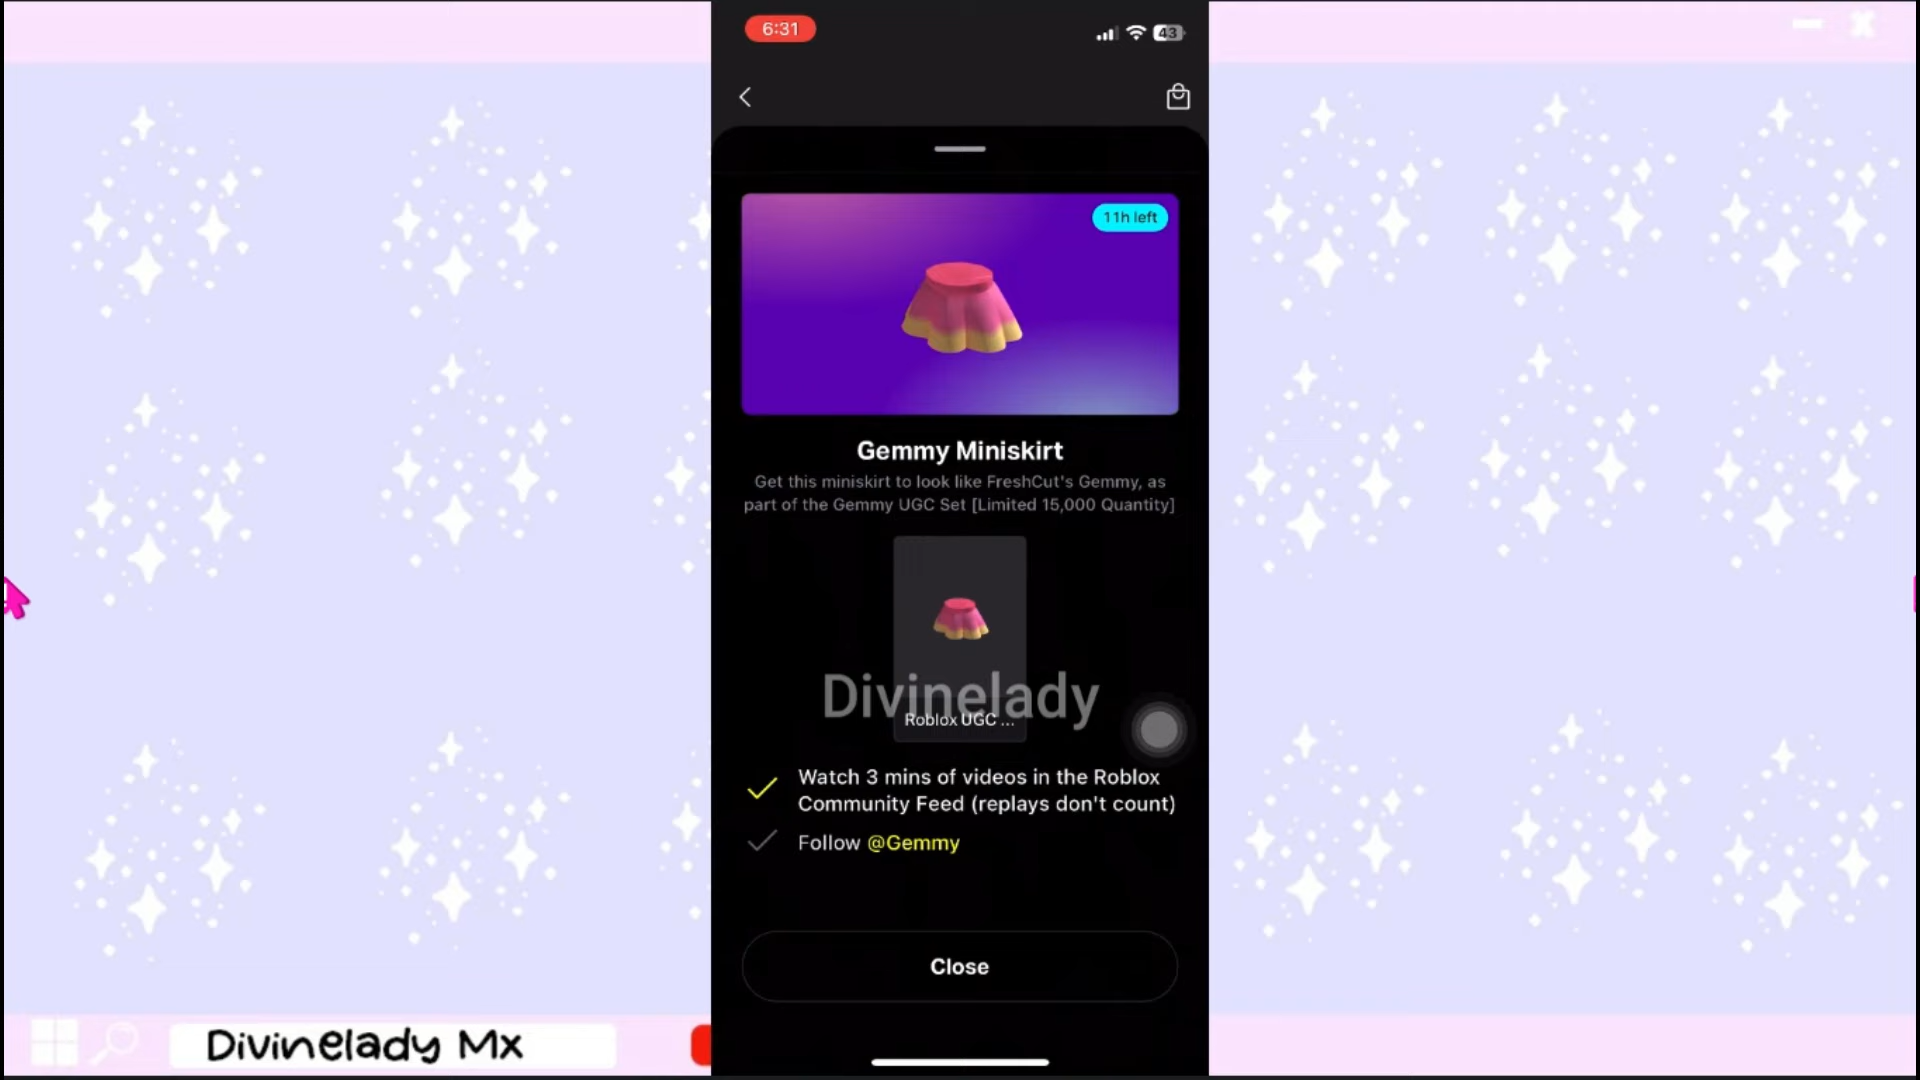 6:31
43
11h left
Gemmy Miniskirt
Get this miniskirt to look like FreshCut's Gemmy, as
part of the Gemmy UGC Set [Limited 15,000 Quantity]
Divinelady
Roblox UGC ...
Watch 3 mins of videos in the Roblox
Community Feed (replays don't count)
Follow @Gemmy
Close
Divinelady Mx